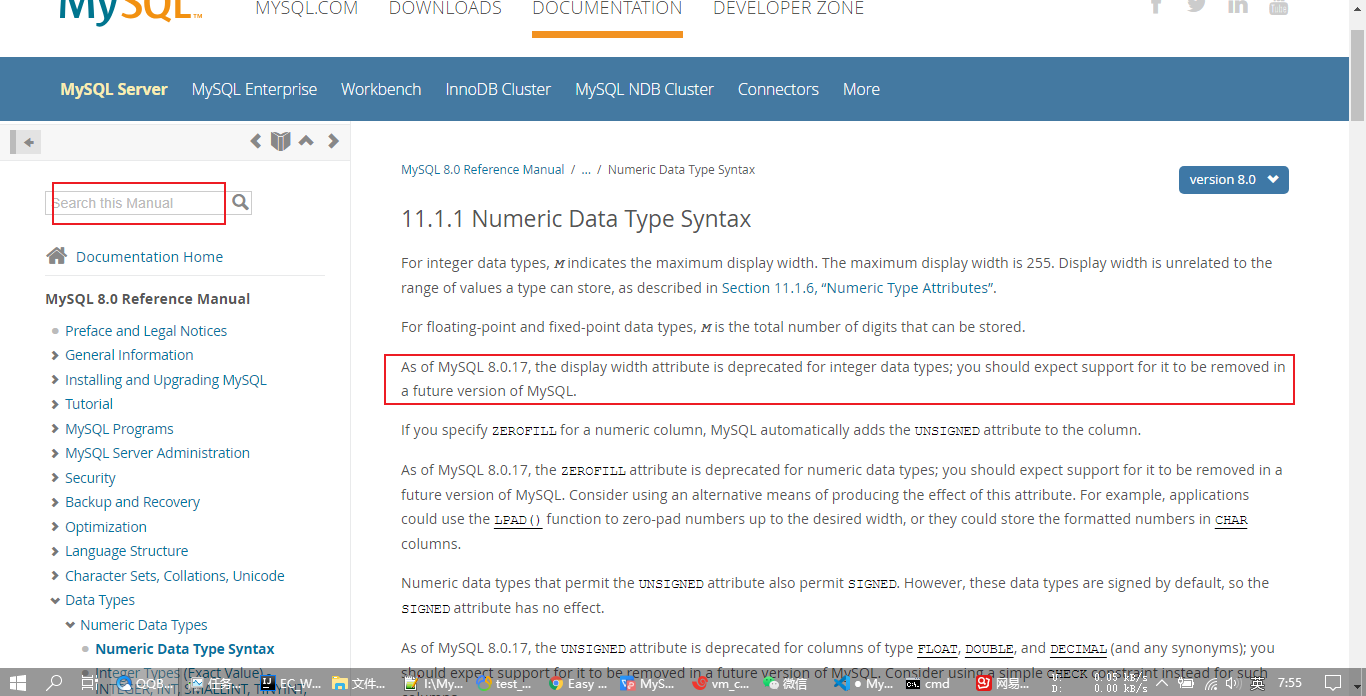 MySQL™
MYSQL.COM DOWNLOADS DOCUMENTATION DEVELOPER ZONE
MySQL Server MySQL Enterprise Workbench InnoDB Cluster MySQL NDB Cluster Connectors More
Search this Manual
Documentation Home
MySQL 8.0 Reference Manual
Preface and Legal Notices
General Information
Installing and Upgrading MySQL
Tutorial
MySQL Programs
MySQL Server Administration
Security
Backup and Recovery
Optimization
Language Structure
Character Sets, Collations, Unicode
Data Types
Numeric Data Types
Numeric Data Type Syntax
Integer Types (Exact Value)
INTEGER, INT, SMALLINT, TINYINT,
MySQL 8.0 Reference Manual / ... / Numeric Data Type Syntax
version 8.0
11.1.1 Numeric Data Type Syntax
For integer data types, M indicates the maximum display width. The maximum display width is 255. Display width is unrelated to the
range of values a type can store, as described in Section 11.1.6, “Numeric Type Attributes”.
For floating-point and fixed-point data types, M is the total number of digits that can be stored.
As of MySQL 8.0.17, the display width attribute is deprecated for integer data types; you should expect support for it to be removed in
a future version of MySQL.
If you specify ZEROFILL for a numeric column, MySQL automatically adds the UNSIGNED attribute to the column.
As of MySQL 8.0.17, the ZEROFILL attribute is deprecated for numeric data types; you should expect support for it to be removed in a
future version of MySQL. Consider using an alternative means of producing the effect of this attribute. For example, applications
could use the LPAD() function to zero-pad numbers up to the desired width, or they could store the formatted numbers in CHAR
columns.
Numeric data types that permit the UNSIGNED attribute also permit SIGNED. However, these data types are signed by default, so the
SIGNED attribute has no effect.
As of MySQL 8.0.17, the UNSIGNED attribute is deprecated for columns of type FLOAT, DOUBLE, and DECIMAL (and any synonyms); you
should expect support for it to be removed in a future version of MySQL. Consider using a simple CHECK constraint instead for such
QQB... 任务... EC_W... 文件... I:\My... test_... Easy ... MyS... vm_c... 微信 ● My... cmd 网易... U: 0.05 kB/s 英 7:55
D: 0.00 kB/s